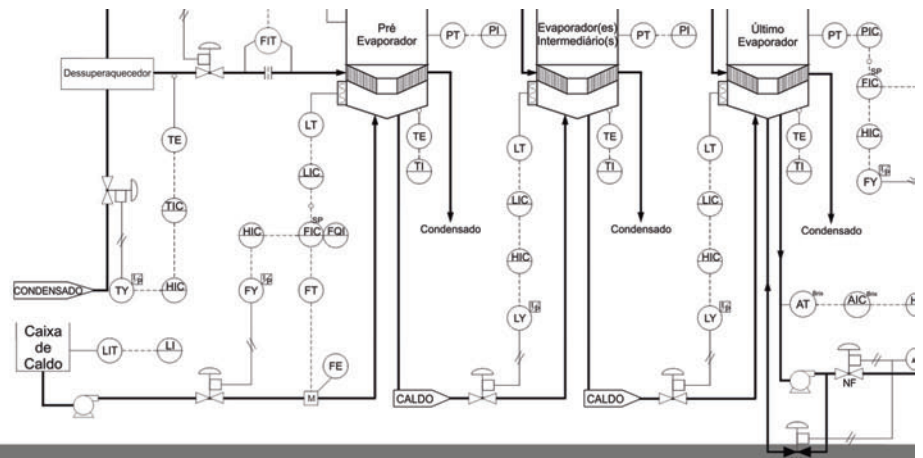 Pré
Evaporador
PT
PI
Evaporador(es)
Intermediário(s)
PT
PI
Último
Evaporador
PT
PIC
FIT
Dessuperaquecedor
SP
FIC
TE
LT
TE
TI
LT
TE
TI
LT
TE
TI
HIC
FY
I/P
TIC
LIC
LIC
LIC
Condensado
Condensado
Condensado
SP
HIC
FIC
FQI
HIC
HIC
CONDENSADO
TY
I/P
HIC
FY
I/P
FT
LY
I/P
LY
I/P
AT
Brix
AIC
Brix
H
Caixa
de
Caldo
LIT
LI
FE
M
CALDO
CALDO
NF
A